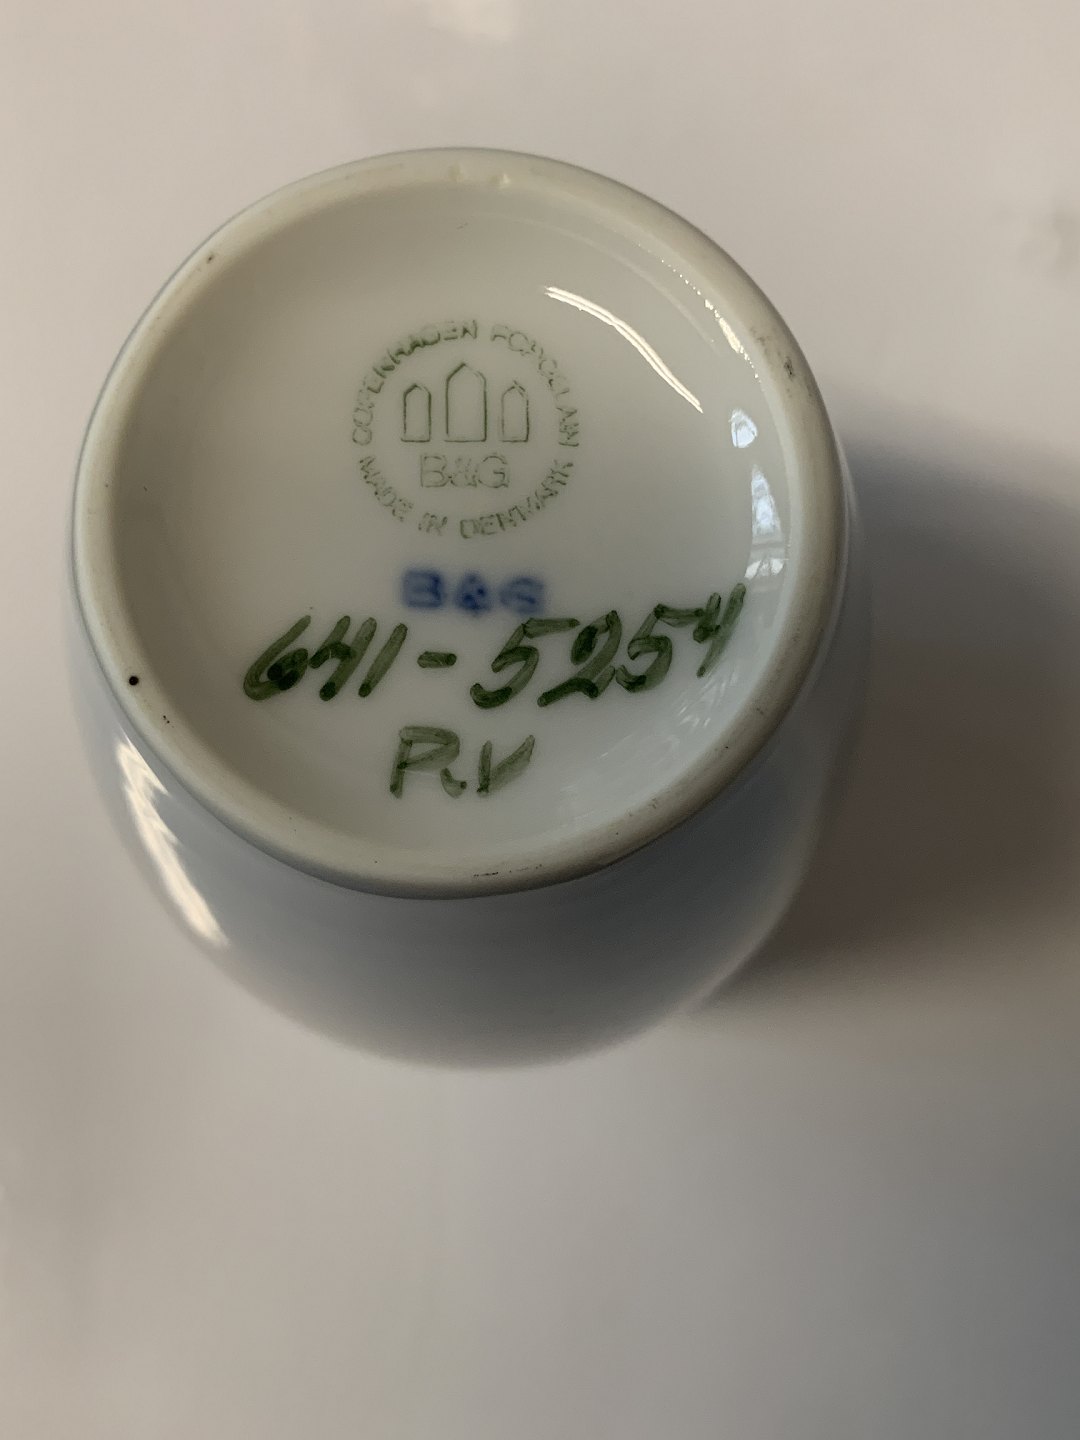 COPENHAGEN PORCELAIN
B&G
MADE IN DENMARK
B&G
641-5254
R.V